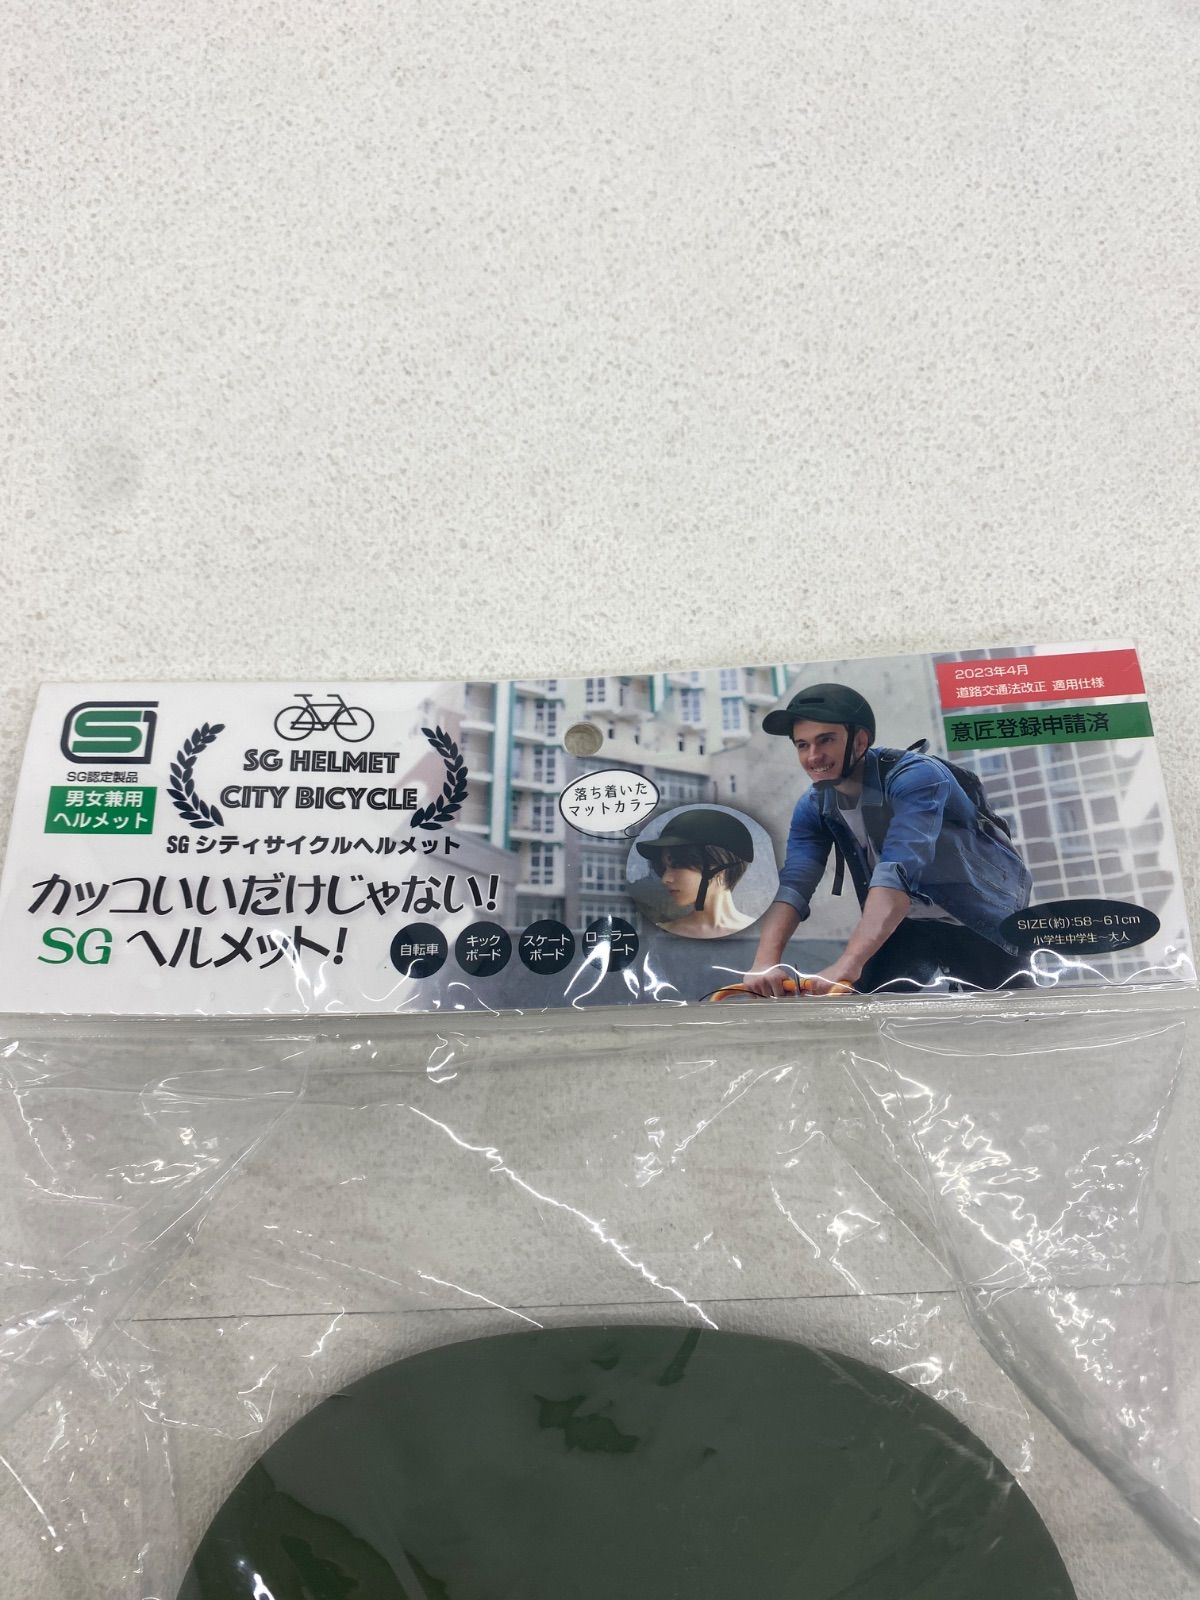 SG認定製品
男女兼用
ヘルメット
SG HELMET
CITY BICYCLE
SG シティサイクルヘルメット
カッコいいだけじゃない!
SG ヘルメット!
自転車
キック
ボード
スケート
ボード
ローラー
落ち着いた
マットカラー
2023年4月
道路交通法改正 適用仕様
意匠登録申請済
SIZE(約):58〜61cm
小学生中学生〜大人